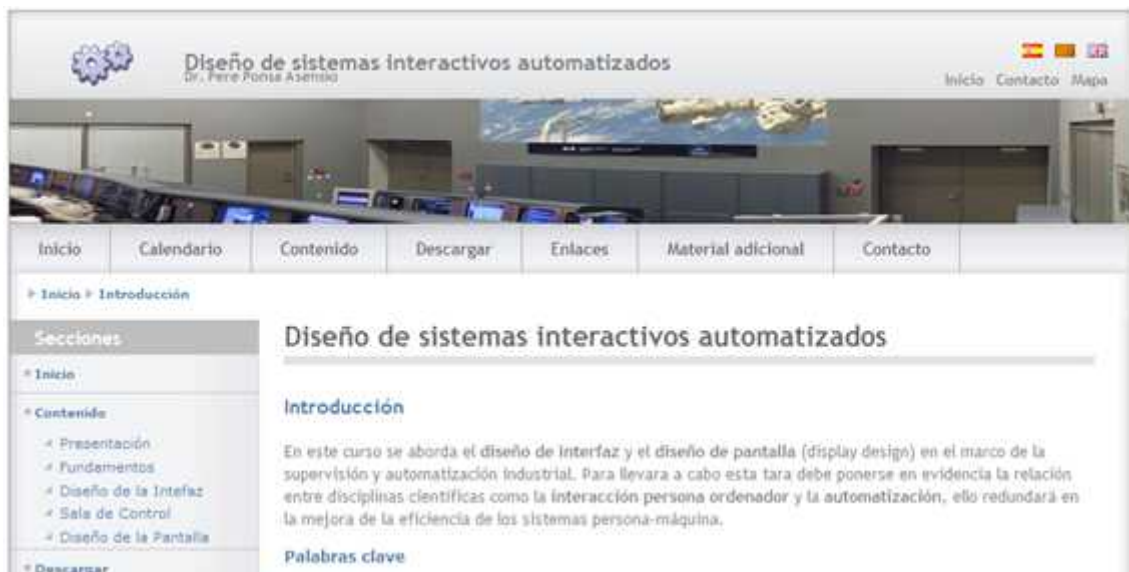 Diseño de sistemas interactivos automatizados
Dr. Pere Ponsa Asensio
Inicio Contacto Mapa
Inicio Calendario Contenido Descargar Enlaces Material adicional Contacto
Inicio Introducción
Secciones
Inicio
Contenido
Presentación
Fundamentos
Diseño de la Intefaz
Sala de Control
Diseño de la Pantalla
Descargar
Diseño de sistemas interactivos automatizados
Introducción
En este curso se aborda el diseño de interfaz y el diseño de pantalla (display design) en el marco de la
supervisión y automatización industrial. Para llevara a cabo esta tara debe ponerse en evidencia la relación
entre disciplinas científicas como la interacción persona ordenador y la automatización, ello redundará en
la mejora de la eficiencia de los sistemas persona-máquina.
Palabras clave